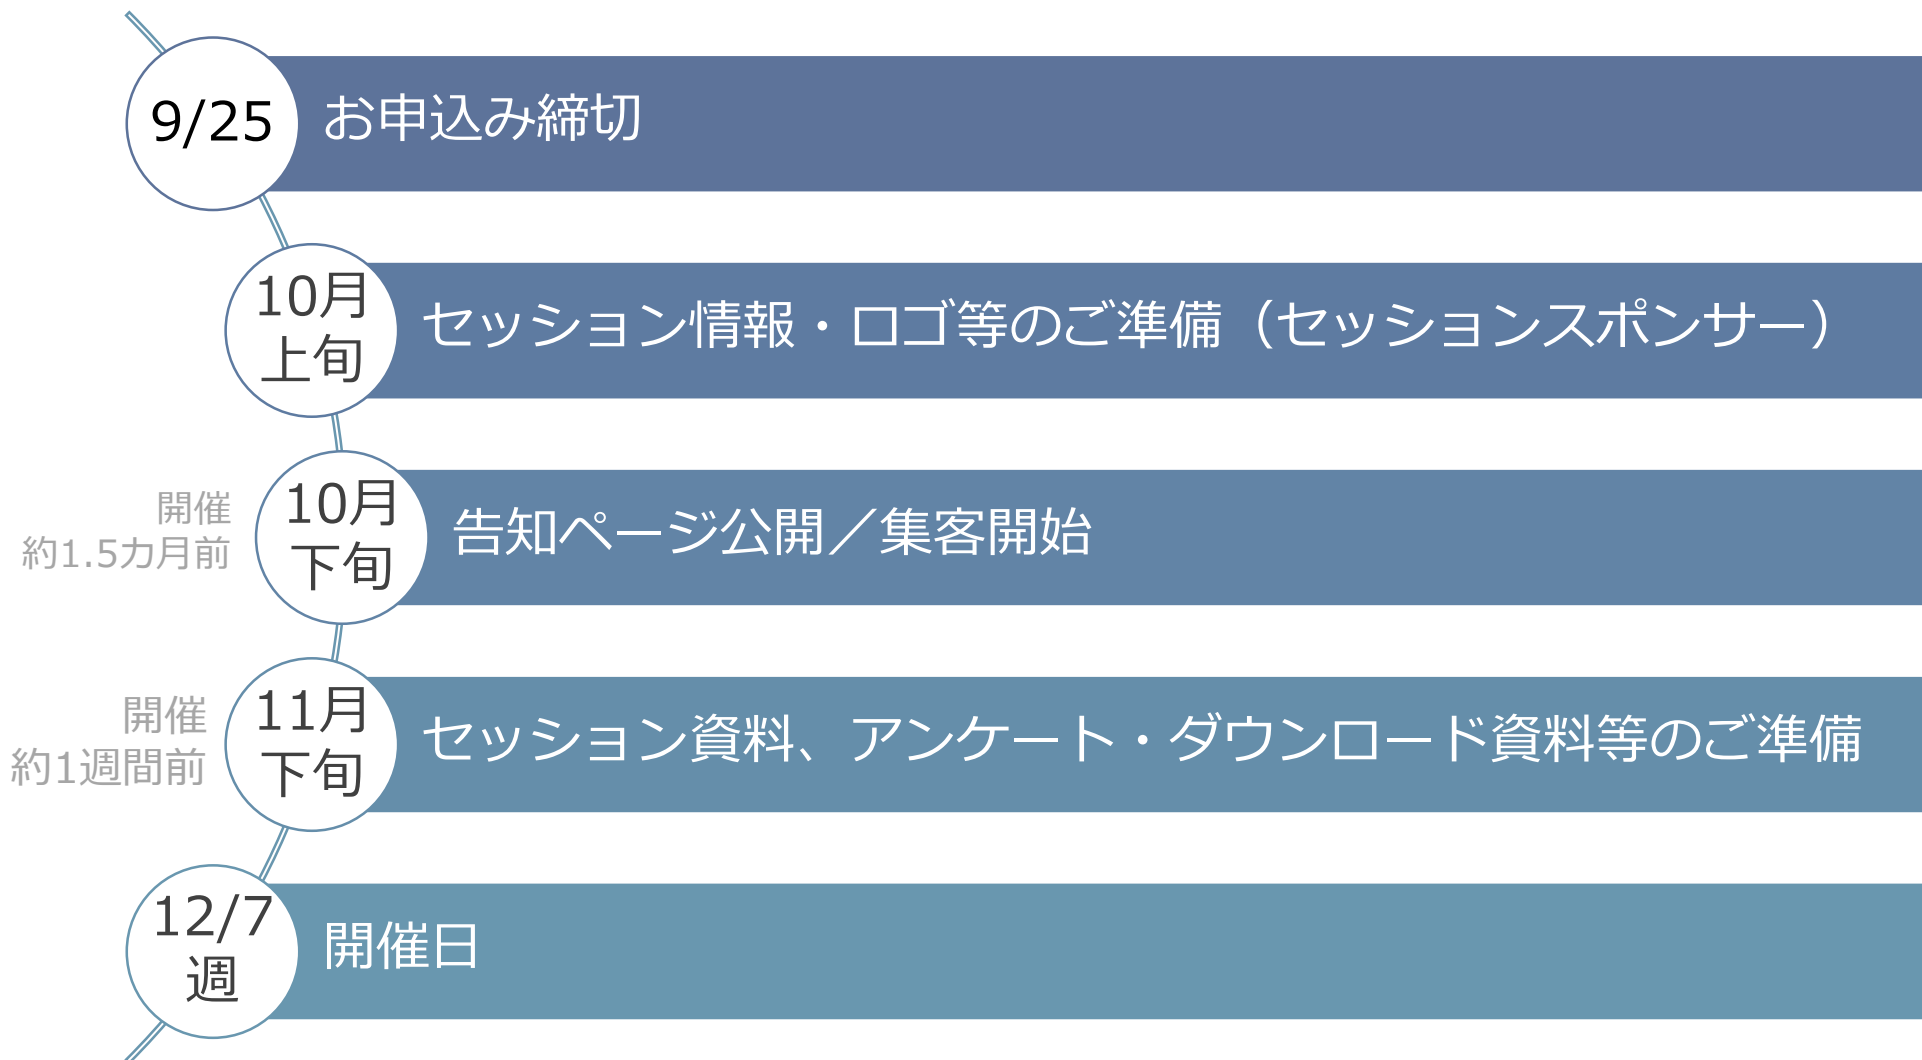 9/25
お申込み締切
10月
上旬
セッション情報・ロゴ等のご準備（セッションスポンサー）
開催
約1.5カ月前
10月
下旬
告知ページ公開／集客開始
開催
約1週間前
11月
下旬
セッション資料、アンケート・ダウンロード資料等のご準備
12/7
週
開催日